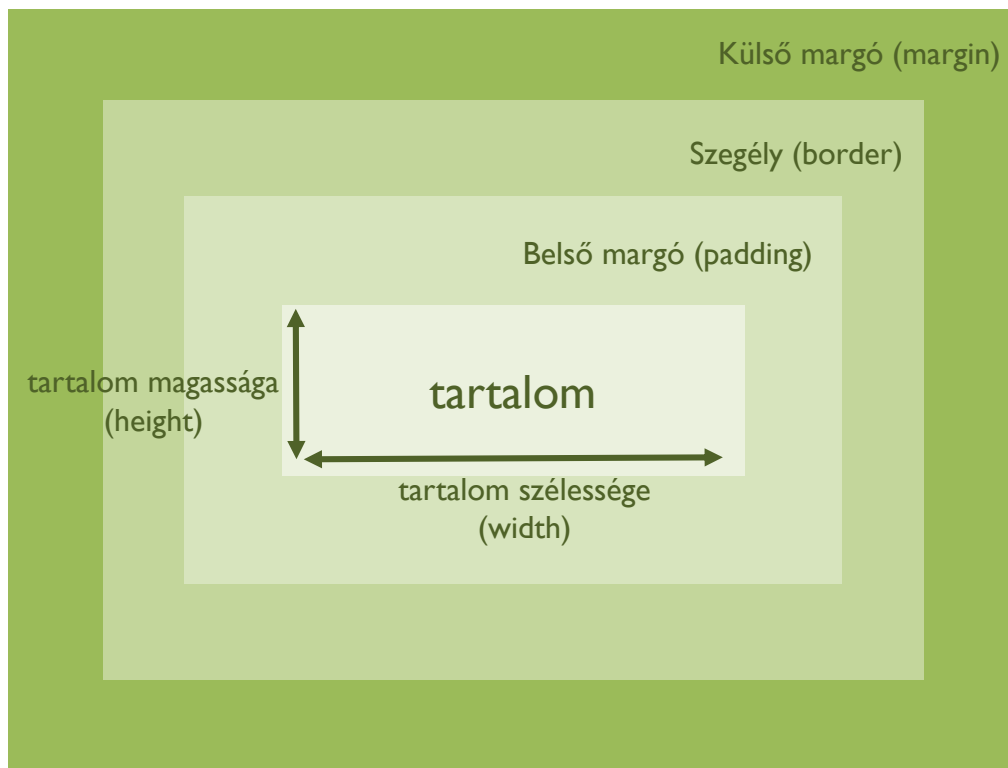 Külső margó (margin)
Szegély (border)
Belső margó (padding)
tartalom magassága
(height)
tartalom
tartalom szélessége
(width)